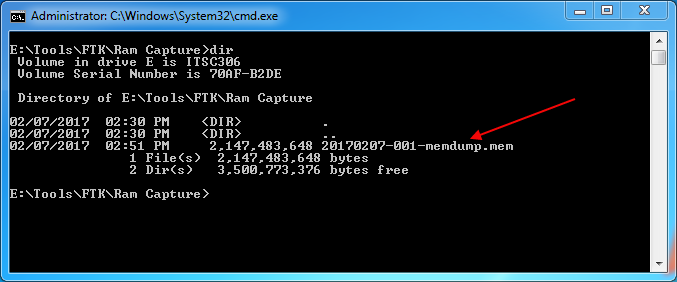 Administrator: C:\Windows\System32\cmd.exe
E:\Tools\FTK\Ram Capture>dir
Volume in drive E is ITSC306
Volume Serial Number is 70AF-B2DE
Directory of E:\Tools\FTK\Ram Capture
02/07/2017 02:30 PM <DIR> .
02/07/2017 02:30 PM <DIR> ..
02/07/2017 02:51 PM 2,147,483,648 20170207-001-memdump.mem
1 File(s) 2,147,483,648 bytes
2 Dir(s) 3,500,773,376 bytes free
E:\Tools\FTK\Ram Capture>